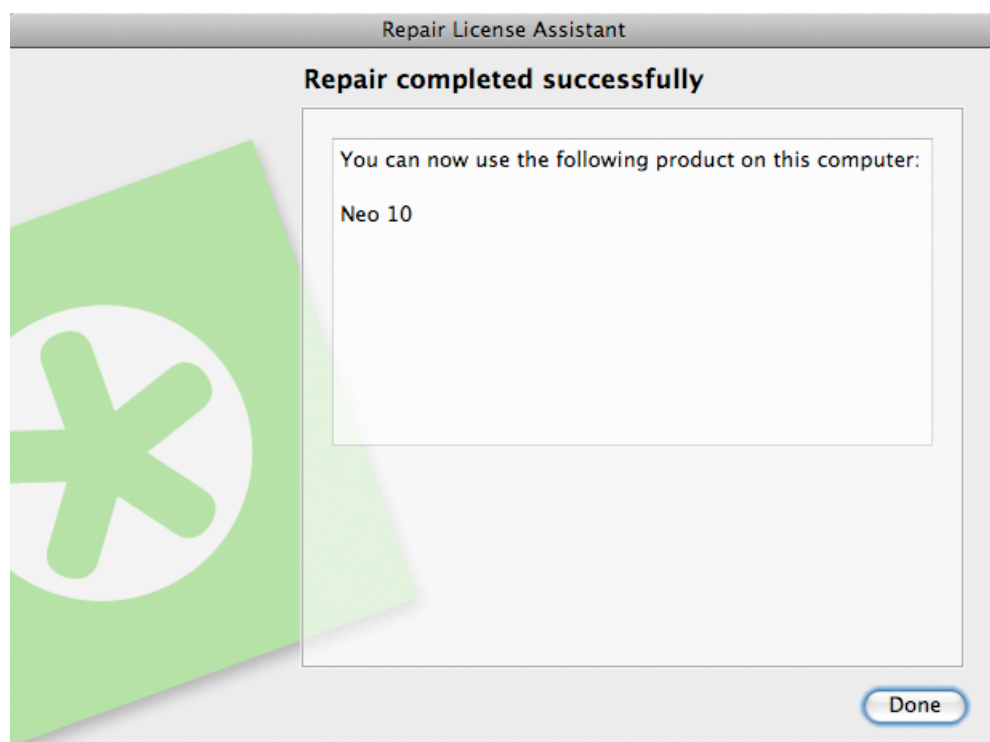 Repair License Assistant
Repair completed successfully
You can now use the following product on this computer:
Neo 10
Done